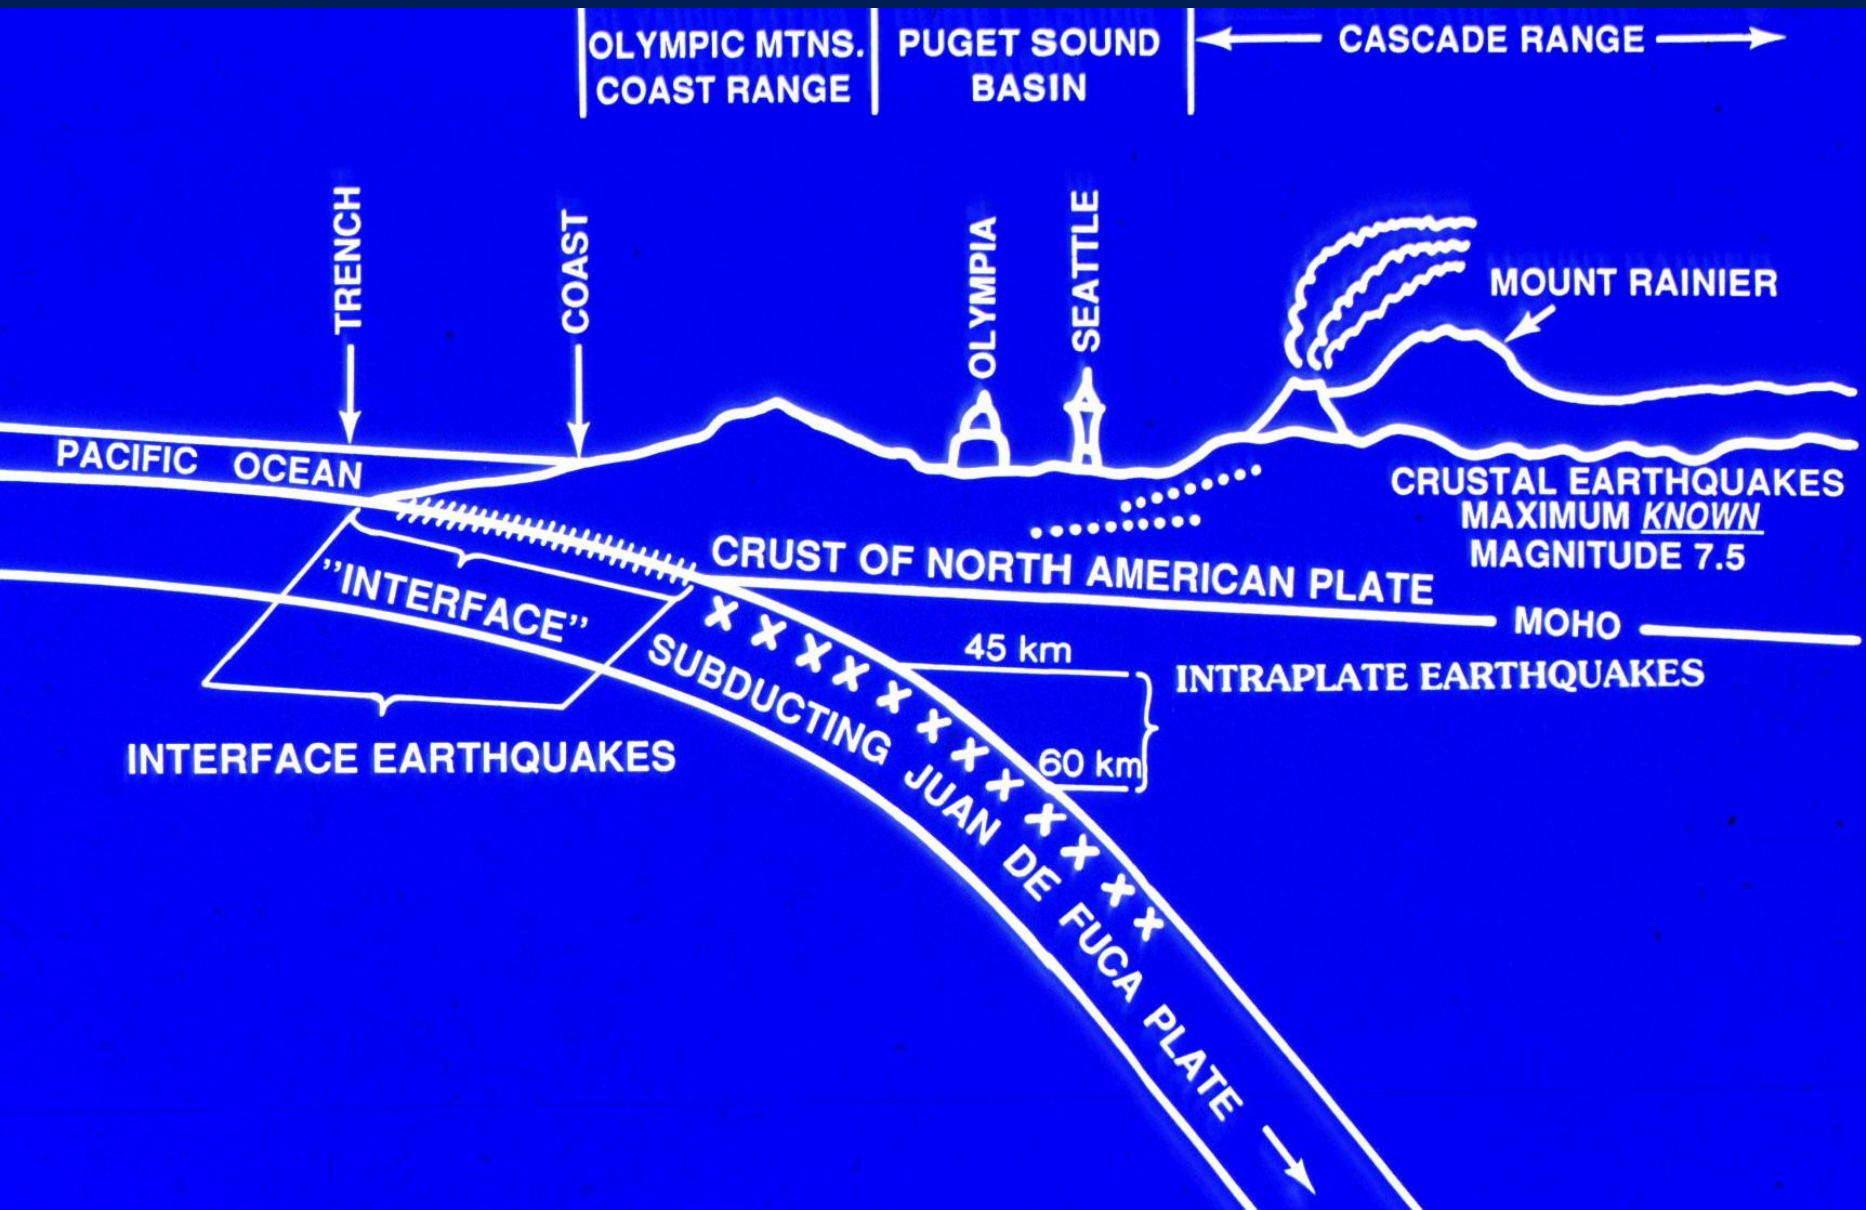 OLYMPIC MTNS.
COAST RANGE
PUGET SOUND
BASIN
CASCADE RANGE
TRENCH
COAST
OLYMPIA
SEATTLE
MOUNT RAINIER
PACIFIC OCEAN
CRUSTAL EARTHQUAKES
MAXIMUM KNOWN
MAGNITUDE 7.5
CRUST OF NORTH AMERICAN PLATE
MOHO
"INTERFACE"
45 km
INTRAPLATE EARTHQUAKES
60 km
SUBDUCTING JUAN DE FUCA PLATE
INTERFACE EARTHQUAKES